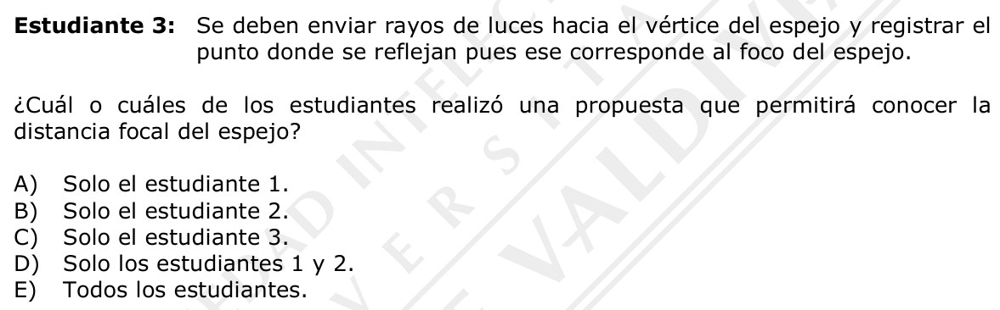 Estudiante 3: Se deben enviar rayos de luces hacia el vértice del espejo y registrar el
punto donde se reflejan pues ese corresponde al foco del espejo.
¿Cuál o cuáles de los estudiantes realizó una propuesta que permitirá conocer la
distancia focal del espejo?
A) Solo el estudiante 1.
B) Solo el estudiante 2.
C) Solo el estudiante 3.
D) Solo los estudiantes 1 y 2.
E) Todos los estudiantes.